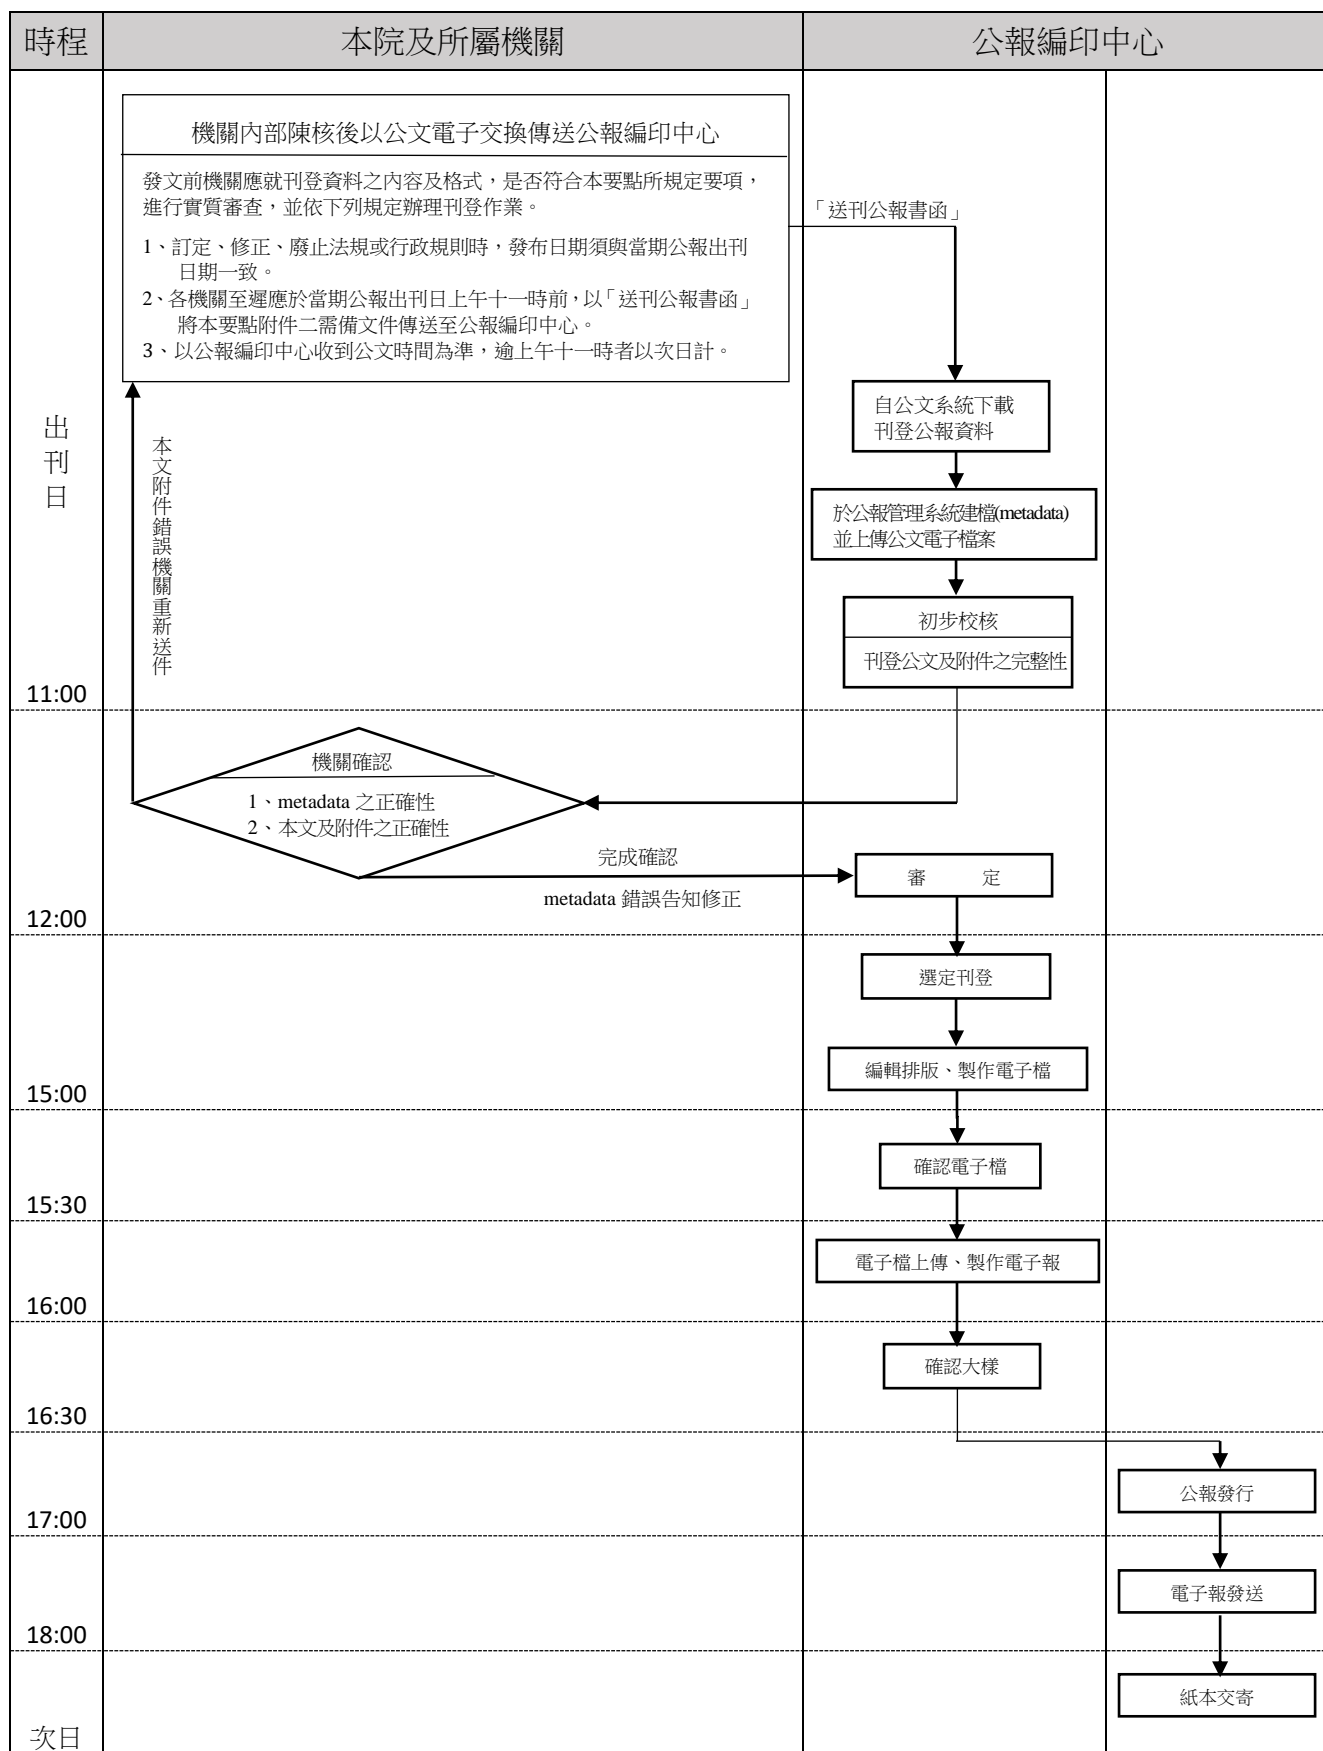 時程
本院及所屬機關
公報編印中心
機關內部陳核後以公文電子交換傳送公報編印中心
發文前機關應就刊登資料之內容及格式，是否符合本要點所規定要項，
進行實質審查，並依下列規定辦理刊登作業。
1、訂定、修正、廢止法規或行政規則時，發布日期須與當期公報出刊
日期一致。
2、各機關至遲應於當期公報出刊日上午十一時前，以「送刊公報書函」
將本要點附件二需備文件傳送至公報編印中心。
3、以公報編印中心收到公文時間為準，逾上午十一時者以次日計。
「送刊公報書函」
自公文系統下載
刊登公報資料
出刊日
本文附件錯誤機關重新送件
於公報管理系統建檔(metadata)
並上傳公文電子檔案
初步校核
刊登公文及附件之完整性
11:00
機關確認
1、metadata 之正確性
2、本文及附件之正確性
完成確認
metadata 錯誤告知修正
審 定
12:00
選定刊登
編輯排版、製作電子檔
15:00
確認電子檔
15:30
電子檔上傳、製作電子報
16:00
確認大樣
16:30
公報發行
17:00
電子報發送
18:00
紙本交寄
次日